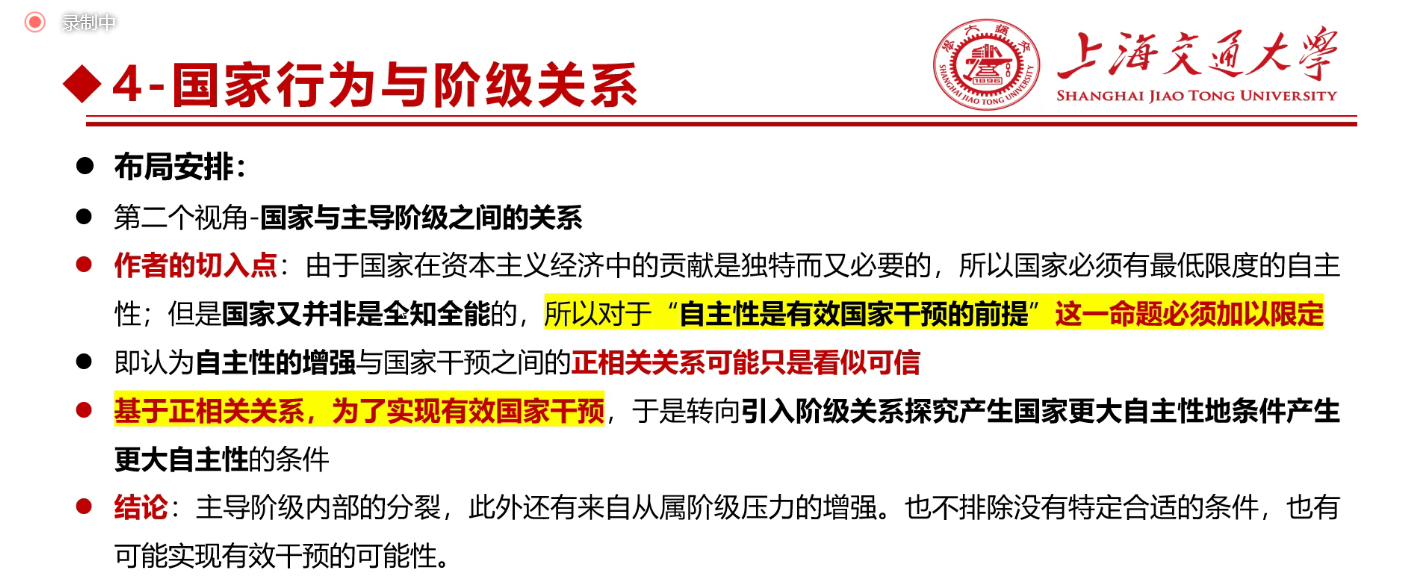 录制中
4-国家行为与阶级关系
上海交通大学
SHANGHAI JIAO TONG UNIVERSITY
SHANGHAI JIAO TONG UNIVERSITY
1896
布局安排：
第二个视角-国家与主导阶级之间的关系
作者的切入点：由于国家在资本主义经济中的贡献是独特而又必要的，所以国家必须有最低限度的自主
性；但是国家又并非是全知全能的，所以对于“自主性是有效国家干预的前提”这一命题必须加以限定
即认为自主性的增强与国家干预之间的正相关关系可能只是看似可信
基于正相关关系，为了实现有效国家干预，于是转向引入阶级关系探究产生国家更大自主性地条件产生
更大自主性的条件
结论：主导阶级内部的分裂，此外还有来自从属阶级压力的增强。也不排除没有特定合适的条件，也有
可能实现有效干预的可能性。